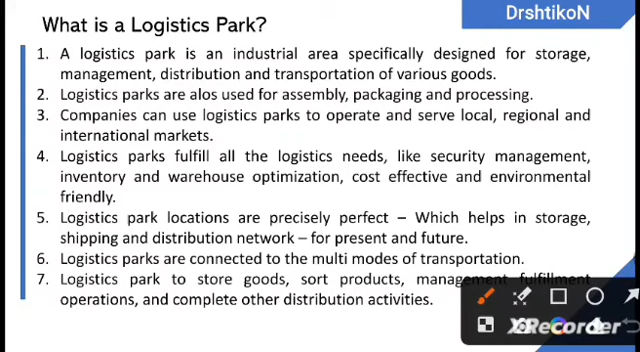 What is a Logistics Park?
DrshtikoN
1. A logistics park is an industrial area specifically designed for storage,
management, distribution and transportation of various goods.
2. Logistics parks are alos used for assembly, packaging and processing.
3. Companies can use logistics parks to operate and serve local, regional and
international markets.
4. Logistics parks fulfill all the logistics needs, like security management,
inventory and warehouse optimization, cost effective and environmental
friendly.
5. Logistics park locations are precisely perfect – Which helps in storage,
shipping and distribution network – for present and future.
6. Logistics parks are connected to the multi modes of transportation.
7. Logistics park to store goods, sort products, management fulfillment
operations, and complete other distribution activities.
XRecorder